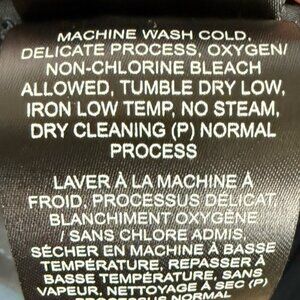 MACHINE WASH COLD,
DELICATE PROCESS, OXYGEN/
NON-CHLORINE BLEACH
ALLOWED, TUMBLE DRY LOW,
IRON LOW TEMP, NO STEAM,
DRY CLEANING (P) NORMAL
PROCESS
LAVER À LA MACHINE À
FROID, PROCESSUS DELICAT,
BLANCHIMENT OXYGÈNE
/ SANS CHLORE ADMIS,
SÉCHER EN MACHINE À BASSE
TEMPÉRATURE, REPASSER À
BASSE TEMPÉRATURE, SANS
VAPEUR, NETTOYAGE À SEC (P)
NORMAL